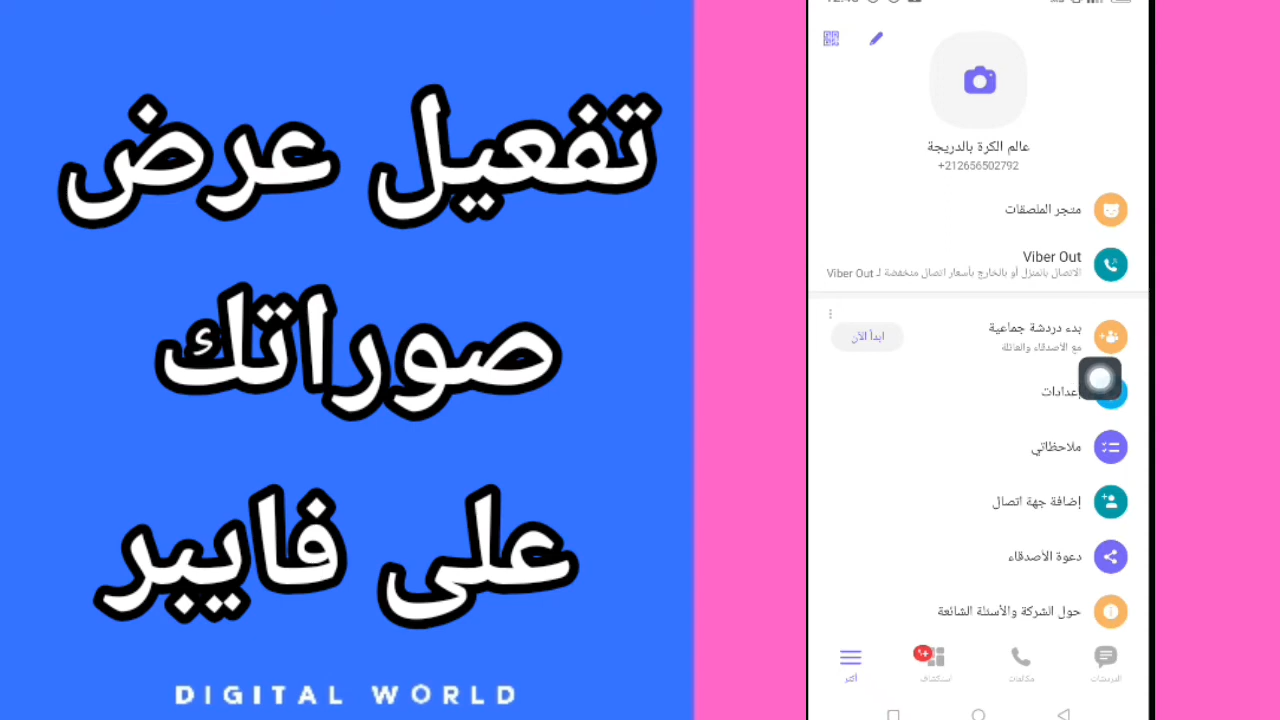 تفعيل عرض
صوراتك
على فايبر
DIGITAL WORLD
عالم الكرة بالدريجة
+212656502792
متجر الملصقات
Viber Out
الاتصال بالمنزل أو بالخارج بأسعار اتصال منخفضة لـ Viber Out
بدء دردشة جماعية
مع الأصدقاء والعائلة
ابدأ الآن
إعدادات
ملاحظاتي
إضافة جهة اتصال
دعوة الأصدقاء
حول الشركة والأسئلة الشائعة
الدردشات
مكالمات
استكشاف
أكثر